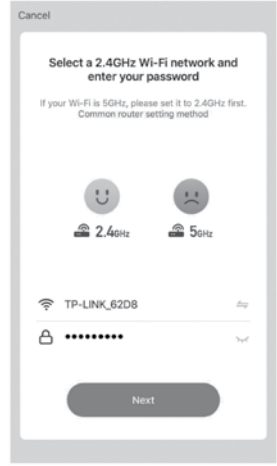 Cancel
Select a 2.4GHz Wi-Fi network and
enter your password
If your Wi-Fi is 5GHz, please set it to 2.4GHz first.
Common router setting method
2.4GHz
5GHz
TP-LINK_62D8
•••••••••
Next